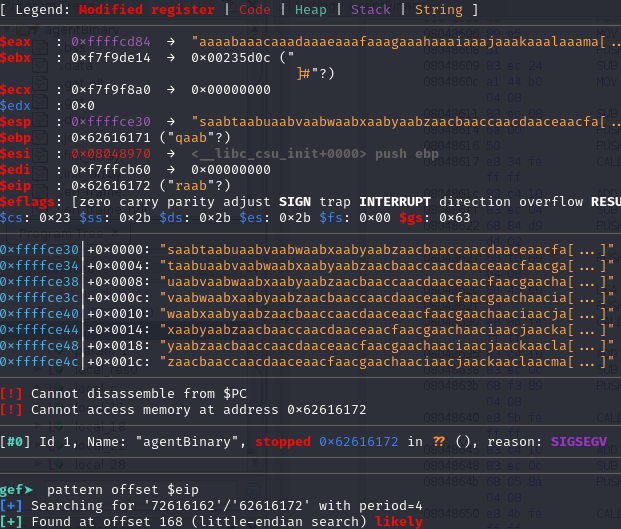 [ Legend: Modified register | Code | Heap | Stack | String ]
$eax   : 0xffffcd84  →  "aaaabaaacaaadaaaeaaafaaagaaahaaaiaaajaaakaaalaaama[...
$ebx   : 0xf7f9de14  →  0x00235d0c ("
]#"?)
$ecx   : 0xf7f9f8a0  →  0x00000000
$edx   : 0x0
$esp   : 0xffffce30  →  "saabtaabuaabvaabwaabxaabyaabzaacbaaccaacdaaceaacfa[...
$ebp   : 0x62616171 ("qaab"?)
$esi   : 0x08048970  →  <__libc_csu_init+0000> push ebp
$edi   : 0xf7ffcb60  →  0x00000000
$eip   : 0x62616172 ("raab"?)
$eflags: [zero carry parity adjust SIGN trap INTERRUPT direction overflow RESU
$cs: 0x23 $ss: 0x2b $ds: 0x2b $es: 0x2b $fs: 0x00 $gs: 0x63
0xffffce30│+0x0000: "saabtaabuaabvaabwaabxaabyaabzaacbaaccaacdaaceaacfa[...]"
0xffffce34│+0x0004: "taabuaabvaabwaabxaabyaabzaacbaaccaacdaaceaacfaacga[...]"
0xffffce38│+0x0008: "uaabvaabwaabxaabyaabzaacbaaccaacdaaceaacfaacgaacha[...]"
0xffffce3c│+0x000c: "vaabwaabxaabyaabzaacbaaccaacdaaceaacfaacgaachaacia[...]"
0xffffce40│+0x0010: "waabxaabyaabzaacbaaccaacdaaceaacfaacgaachaaciaacja[...]"
0xffffce44│+0x0014: "xaabyaabzaacbaaccaacdaaceaacfaacgaachaaciaacjaacka[...]"
0xffffce48│+0x0018: "yaabzaacbaaccaacdaaceaacfaacgaachaaciaacjaackaacla[...]"
0xffffce4c│+0x001c: "zaacbaaccaacdaaceaacfaacgaachaaciaacjaackaaclaacma[...]"
[!] Cannot disassemble from $PC
[!] Cannot access memory at address 0x62616172
[#0] Id 1, Name: "agentBinary", stopped 0x62616172 in ?? (), reason: SIGSEGV
gef➤  pattern offset $eip
[+] Searching for '72616162'/'62616172' with period=4
[+] Found at offset 168 (little-endian search) likely